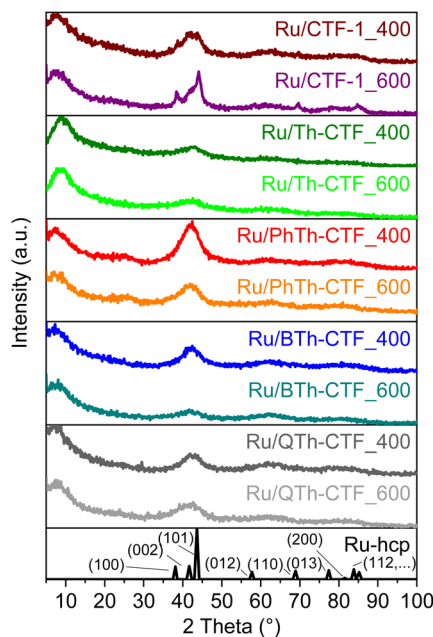 Ru/CTF-1_400
Ru/CTF-1_600
Ru/Th-CTF_400
Ru/Th-CTF_600
Ru/PhTh-CTF_400
Ru/PhTh-CTF_600
Ru/BTh-CTF_400
Ru/BTh-CTF_600
Ru/QTh-CTF_400
Ru/QTh-CTF_600
Intensity (a.u.)
Ru-hcp
(101)
(002)
(100)
(012)
(110)
(013)
(200)
(112,...)
10 20 30 40 50 60 70 80 90 100
2 Theta (°)